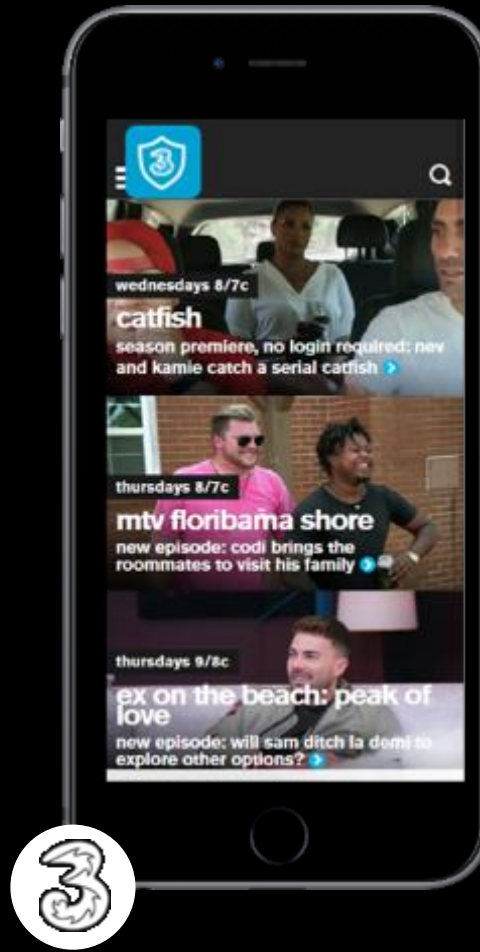 3
wednesdays 8/7c
catfish
season premiere, no login required: nev
and kamie catch a serial catfish
thursdays 8/7c
mtv floribama shore
new episode: codi brings the
roommates to visit his family
thursdays 9/8c
ex on the beach: peak of
love
new episode: will sam ditch la demi to
explore other options?
3